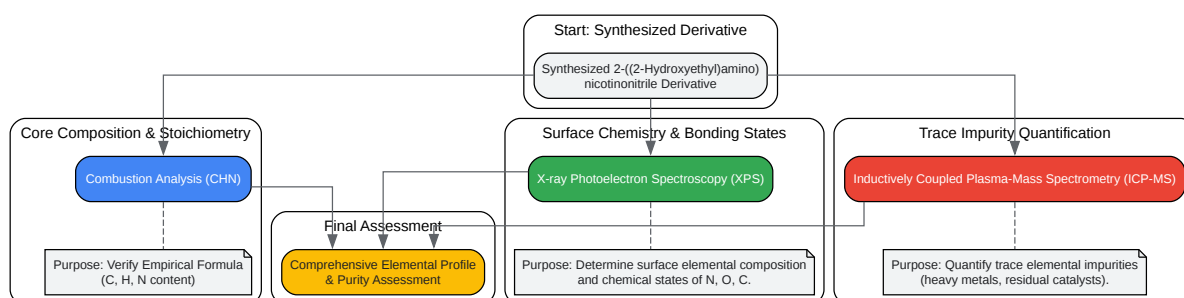 Start: Synthesized Derivative
Synthesized 2-((2-Hydroxyethyl)amino)
nicotinonitrile Derivative
Core Composition & Stoichiometry
Surface Chemistry & Bonding States
Trace Impurity Quantification
Combustion Analysis (CHN)
X-ray Photoelectron Spectroscopy (XPS)
Inductively Coupled Plasma-Mass Spectrometry (ICP-MS)
Final Assessment
Purpose: Verify Empirical Formula
(C, H, N content)
Comprehensive Elemental Profile
& Purity Assessment
Purpose: Determine surface elemental composition
and chemical states of N, O, C.
Purpose: Quantify trace elemental impurities
(heavy metals, residual catalysts).